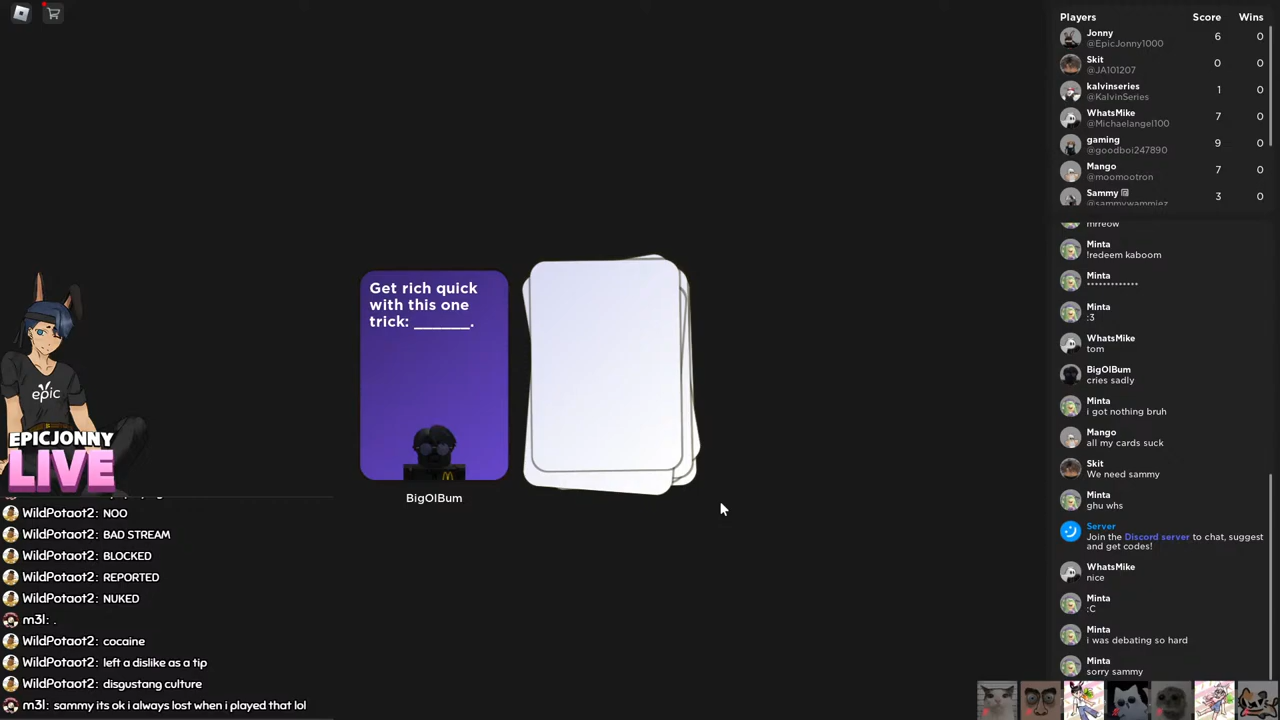 Players Score Wins
Jonny 6 0
@EpicJonny1000
Skit 0 0
@JA101207
kalvinseries 1 0
@KalvinSeries
WhatsMike 7 0
@Michaelangel100
gaming 9 0
@goodboi247890
Mango 7 0
@moomootron
Sammy 3 0
@sammywammiez
mrreow
Minta
!redeem kaboom
Minta
*************
Minta
:3
WhatsMike
tom
BigOlBum
cries sadly
Minta
i got nothing bruh
Mango
all my cards suck
Skit
We need sammy
Minta
ghu whs
Server
Join the Discord server to chat, suggest
and get codes!
WhatsMike
nice
Minta
:C
Minta
i was debating so hard
Minta
sorry sammy
Get rich quick
with this one
trick: ______.
BigOlBum
epic
EPICJONNY
LIVE
WildPotaot2: NOO
WildPotaot2: BAD STREAM
WildPotaot2: BLOCKED
WildPotaot2: REPORTED
WildPotaot2: NUKED
m3l: .
WildPotaot2: cocaine
WildPotaot2: left a dislike as a tip
WildPotaot2: disgustang culture
m3l: sammy its ok i always lost when i played that lol